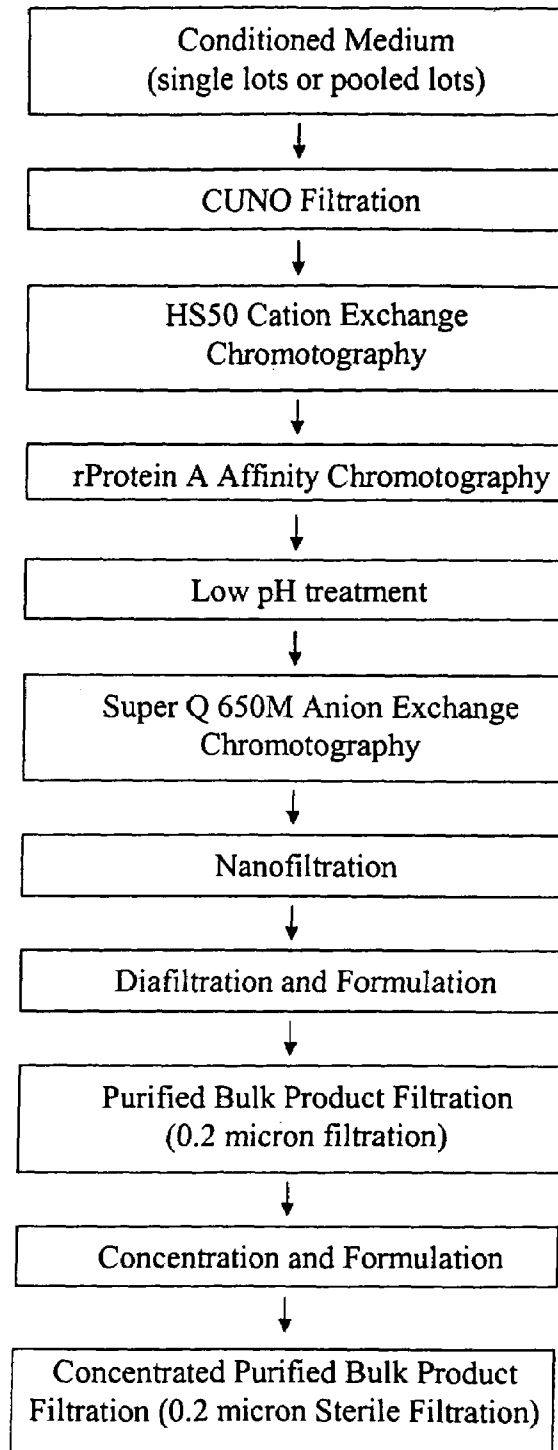 Conditioned Medium
(single lots or pooled lots)
CUNO Filtration
HS50 Cation Exchange
Chromotography
rProtein A Affinity Chromotography
Low pH treatment
Super Q 650M Anion Exchange
Chromotography
Nanofiltration
Diafiltration and Formulation
Purified Bulk Product Filtration
(0.2 micron filtration)
Concentration and Formulation
Concentrated Purified Bulk Product
Filtration (0.2 micron Sterile Filtration)